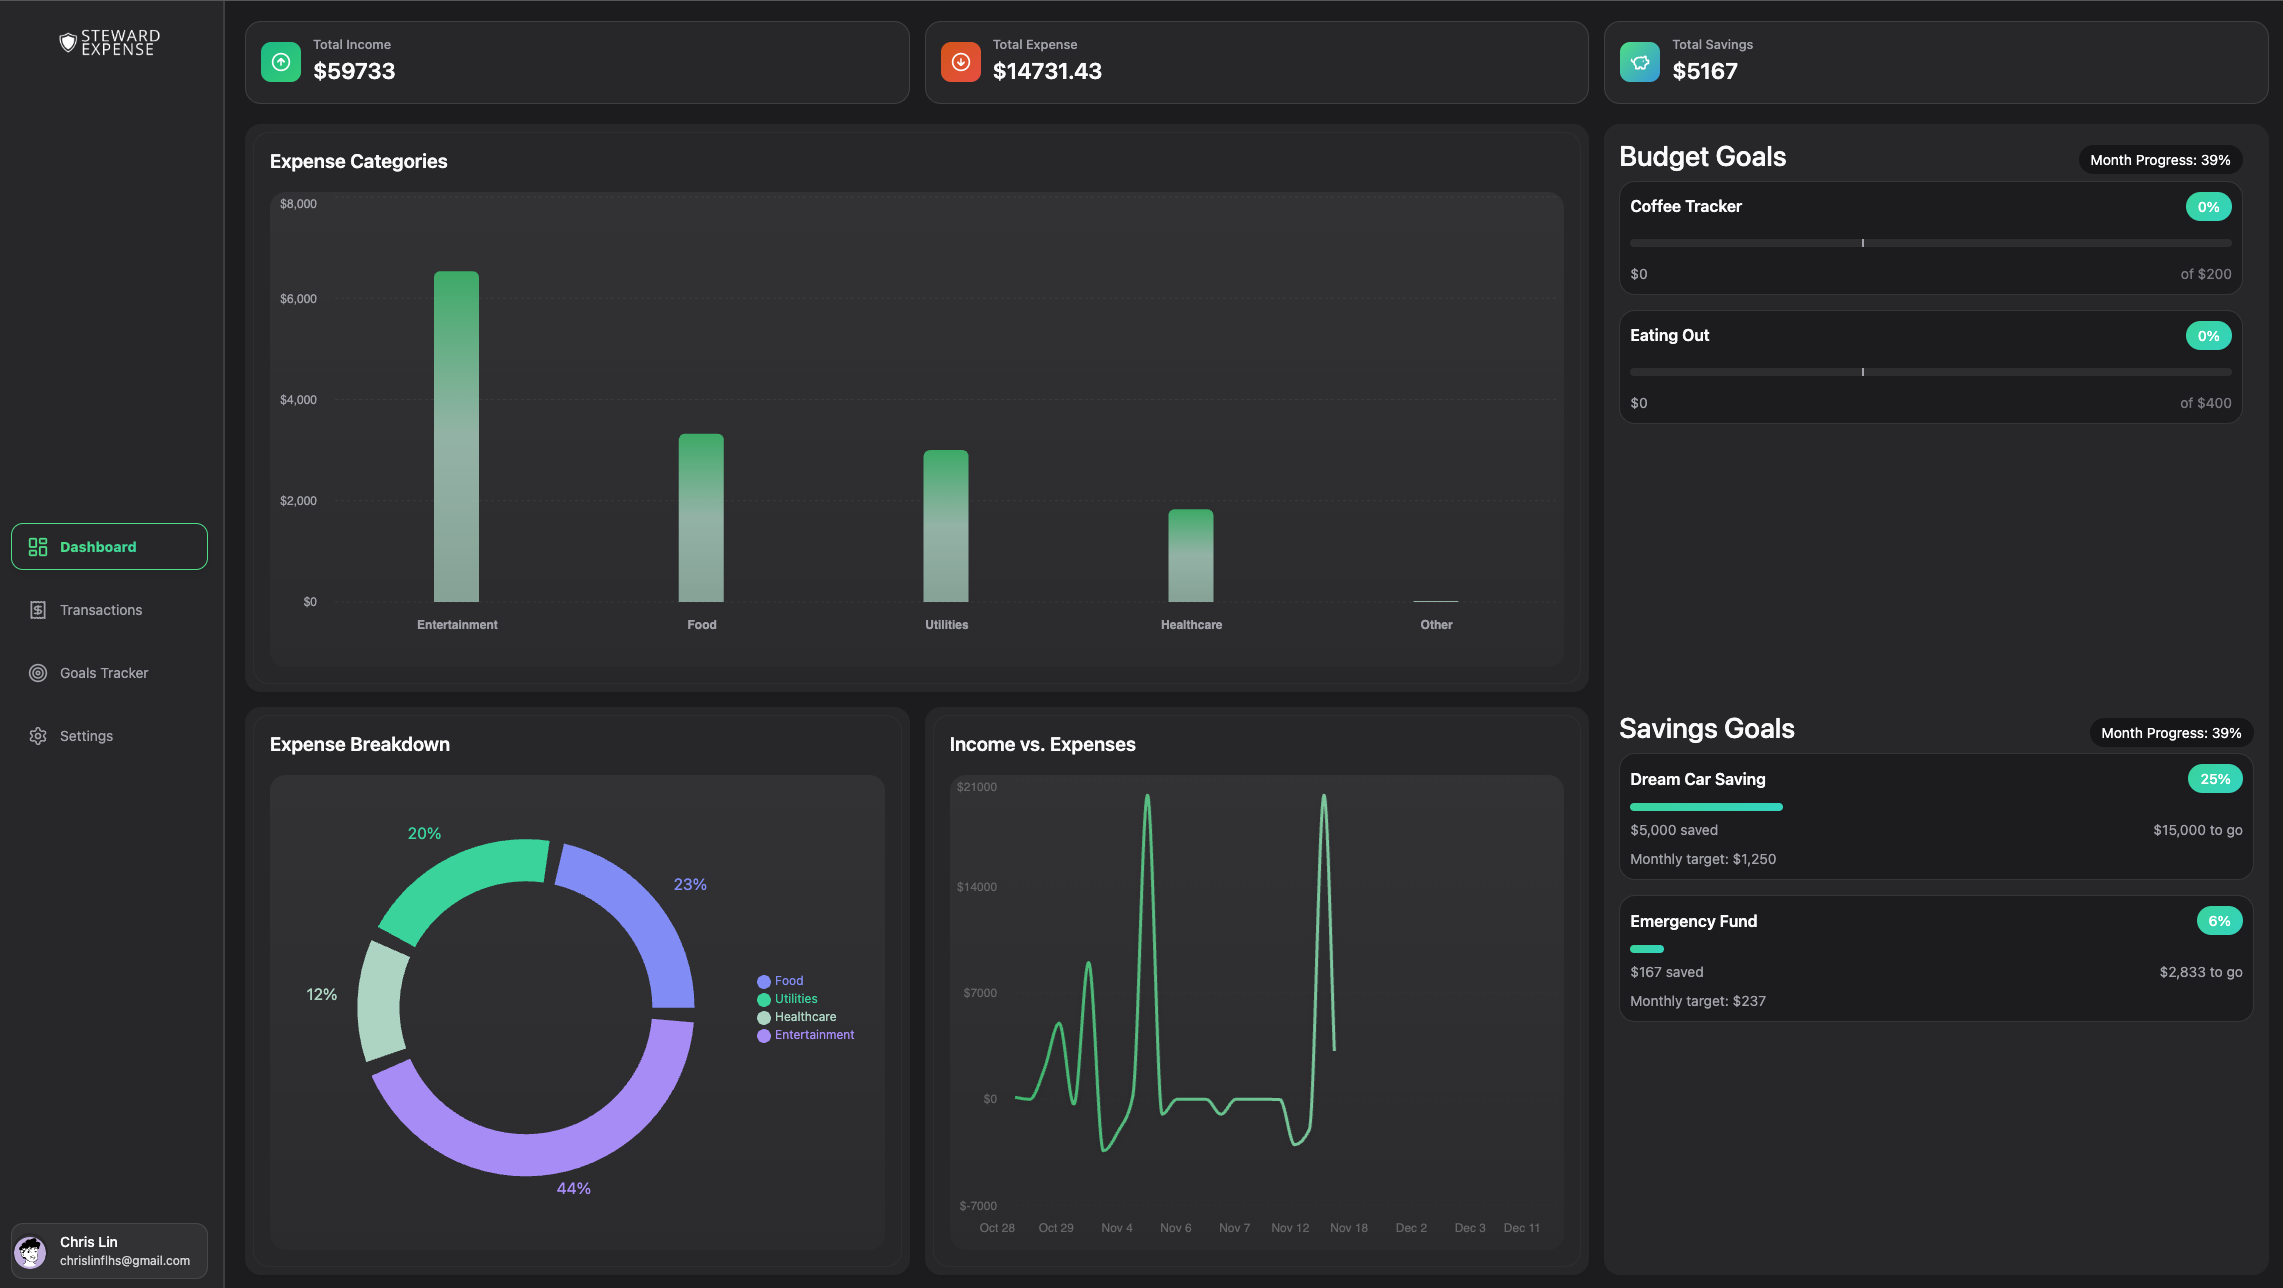 STEWARD
EXPENSE
Dashboard
Transactions
Goals Tracker
Settings
Chris Lin
chrislinflhs@gmail.com
Total Income
$59733
Total Expense
$14731.43
Total Savings
$5167
Expense Categories
$8,000
$6,000
$4,000
$2,000
$0
Entertainment Food Utilities Healthcare Other
Expense Breakdown
20%
23%
12%
44%
Food
Utilities
Healthcare
Entertainment
Income vs. Expenses
$21000
$14000
$7000
$0
$-7000
Oct 28 Oct 29 Nov 4 Nov 6 Nov 7 Nov 12 Nov 18 Dec 2 Dec 3 Dec 11
Budget Goals
Month Progress: 39%
Coffee Tracker
0%
$0
of $200
Eating Out
0%
$0
of $400
Savings Goals
Month Progress: 39%
Dream Car Saving
25%
$5,000 saved
$15,000 to go
Monthly target: $1,250
Emergency Fund
6%
$167 saved
$2,833 to go
Monthly target: $237